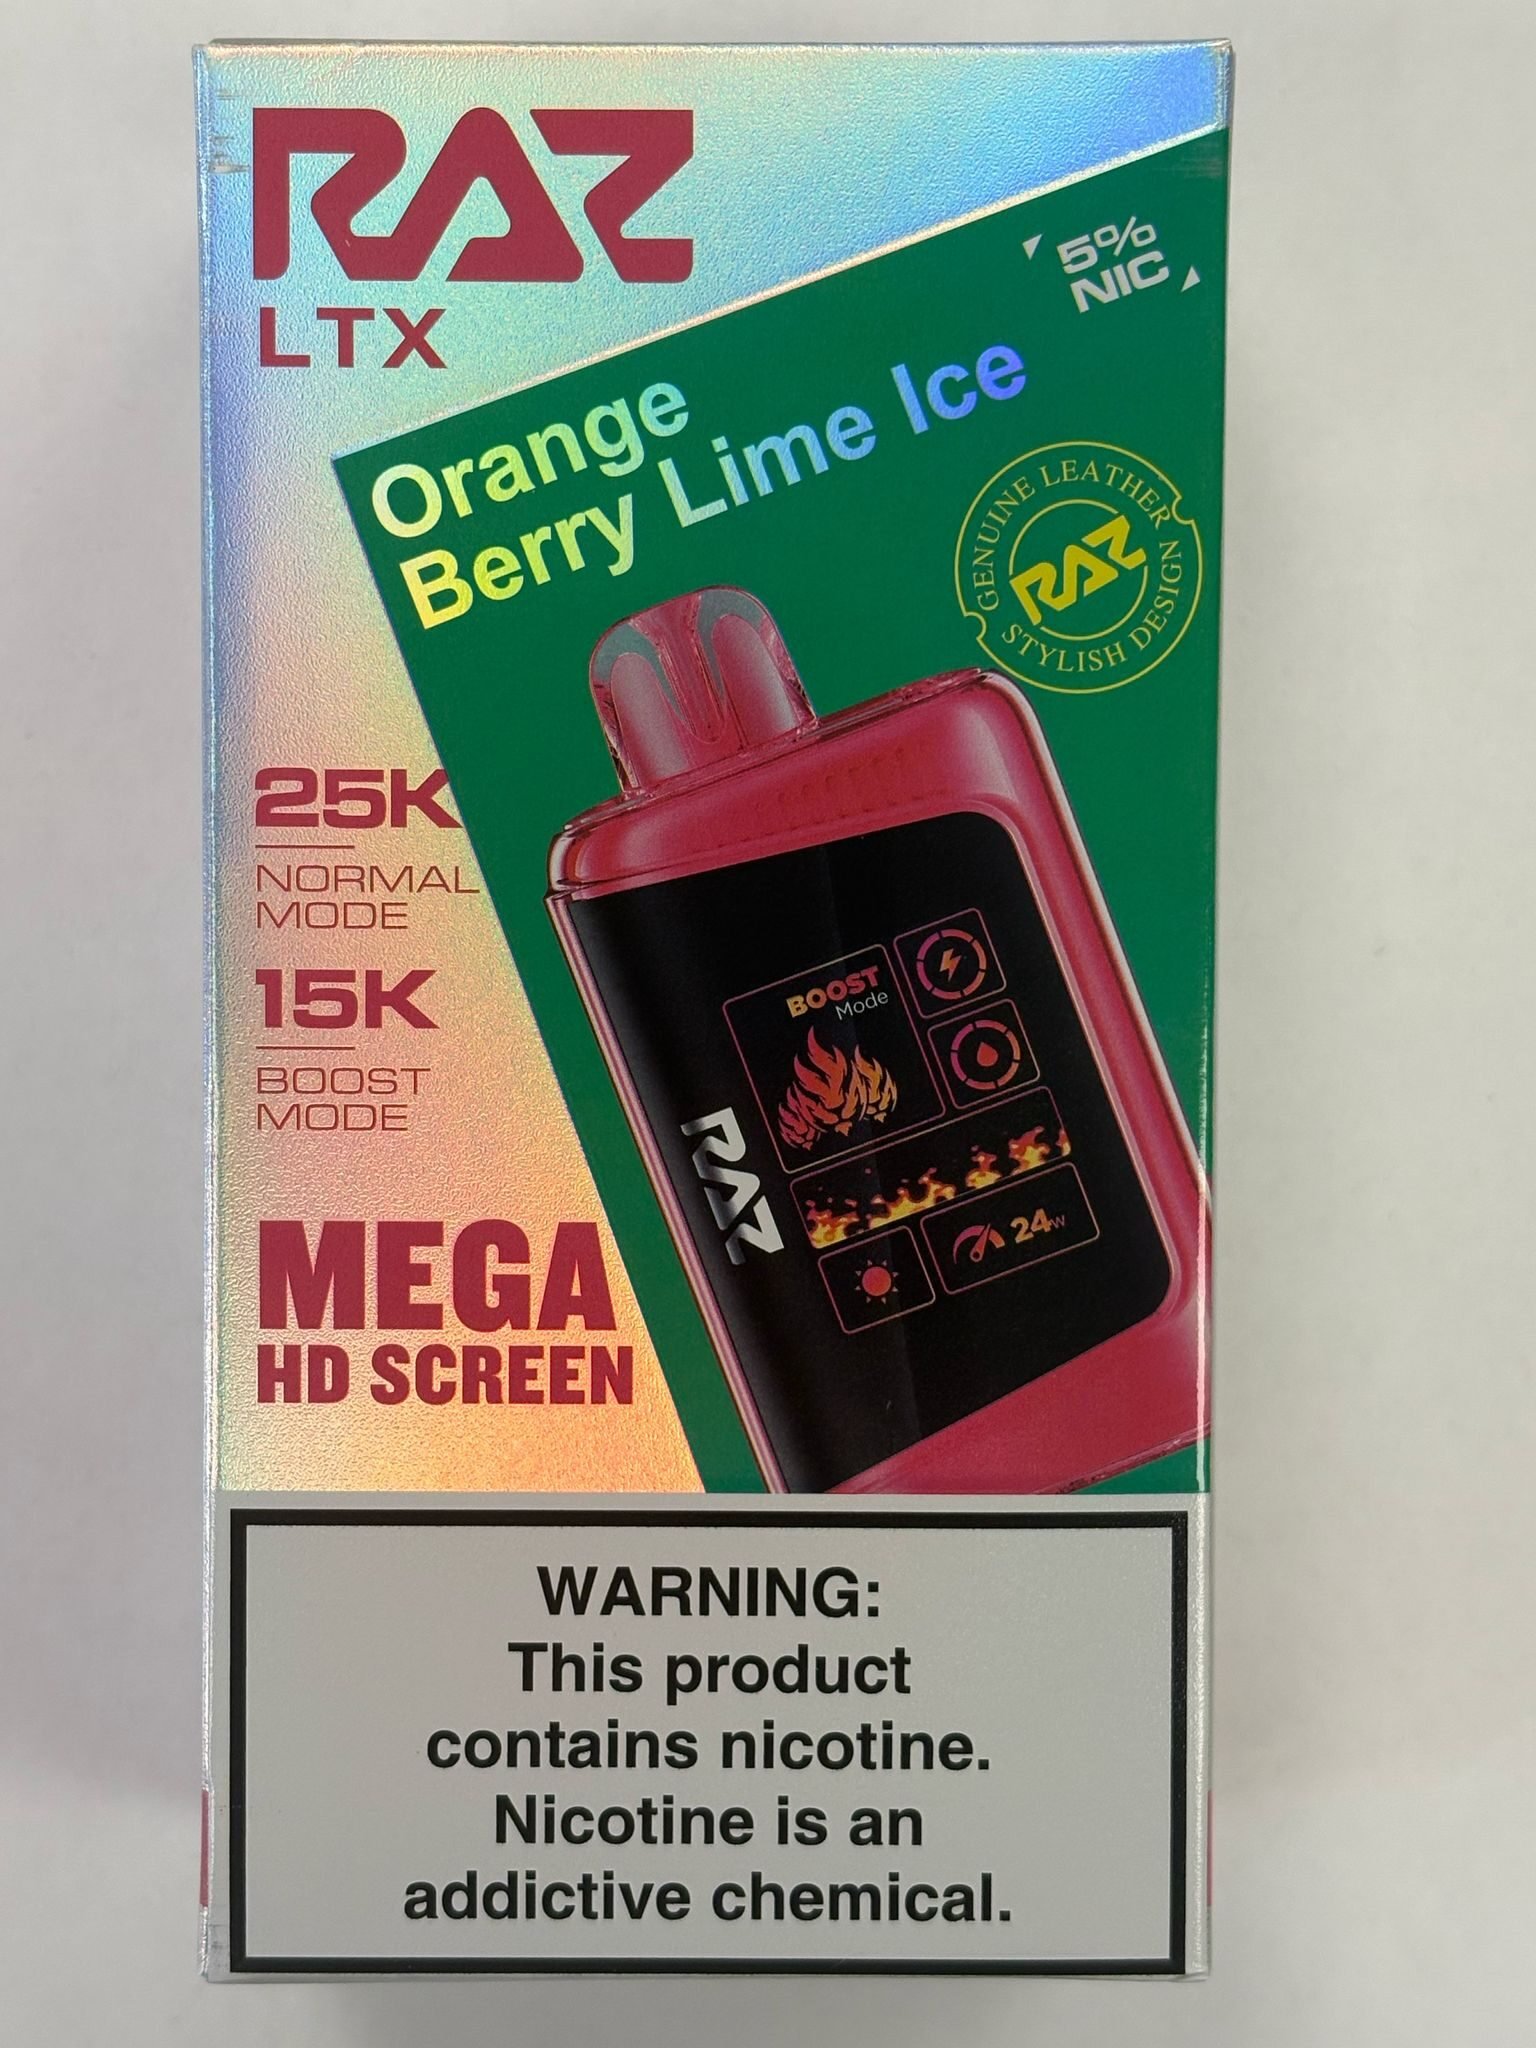 RAZ
LTX
5%
NIC
Orange
Berry Lime Ice
GENUINE LEATHER
RAZ
STYLISH DESIGN
25K
NORMAL
MODE
15K
BOOST
MODE
MEGA
HD SCREEN
BOOST
Mode
RAZ
24W
WARNING:
This product
contains nicotine.
Nicotine is an
addictive chemical.